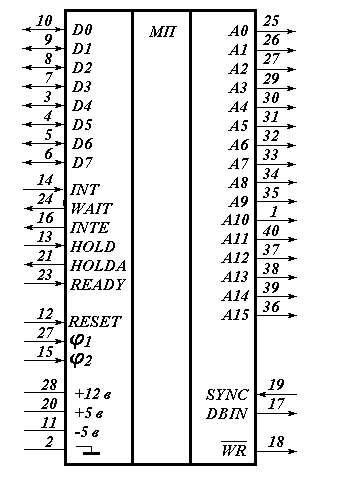 10 D0
9 D1
8 D2
7 D3
3 D4
4 D5
5 D6
6 D7
14 INT
24 WAIT
16 INTE
13 HOLD
21 HOLDA
23 READY
12 RESET
27 φ1
15 φ2
28 +12 в
20 +5 в
11 -5 в
2
МП
A0 25
A1 26
A2 27
A3 29
A4 30
A5 31
A6 32
A7 33
A8 34
A9 35
A10 1
A11 40
A12 37
A13 38
A14 39
A15 36
SYNC 19
DBIN 17
W̅R̅ 18